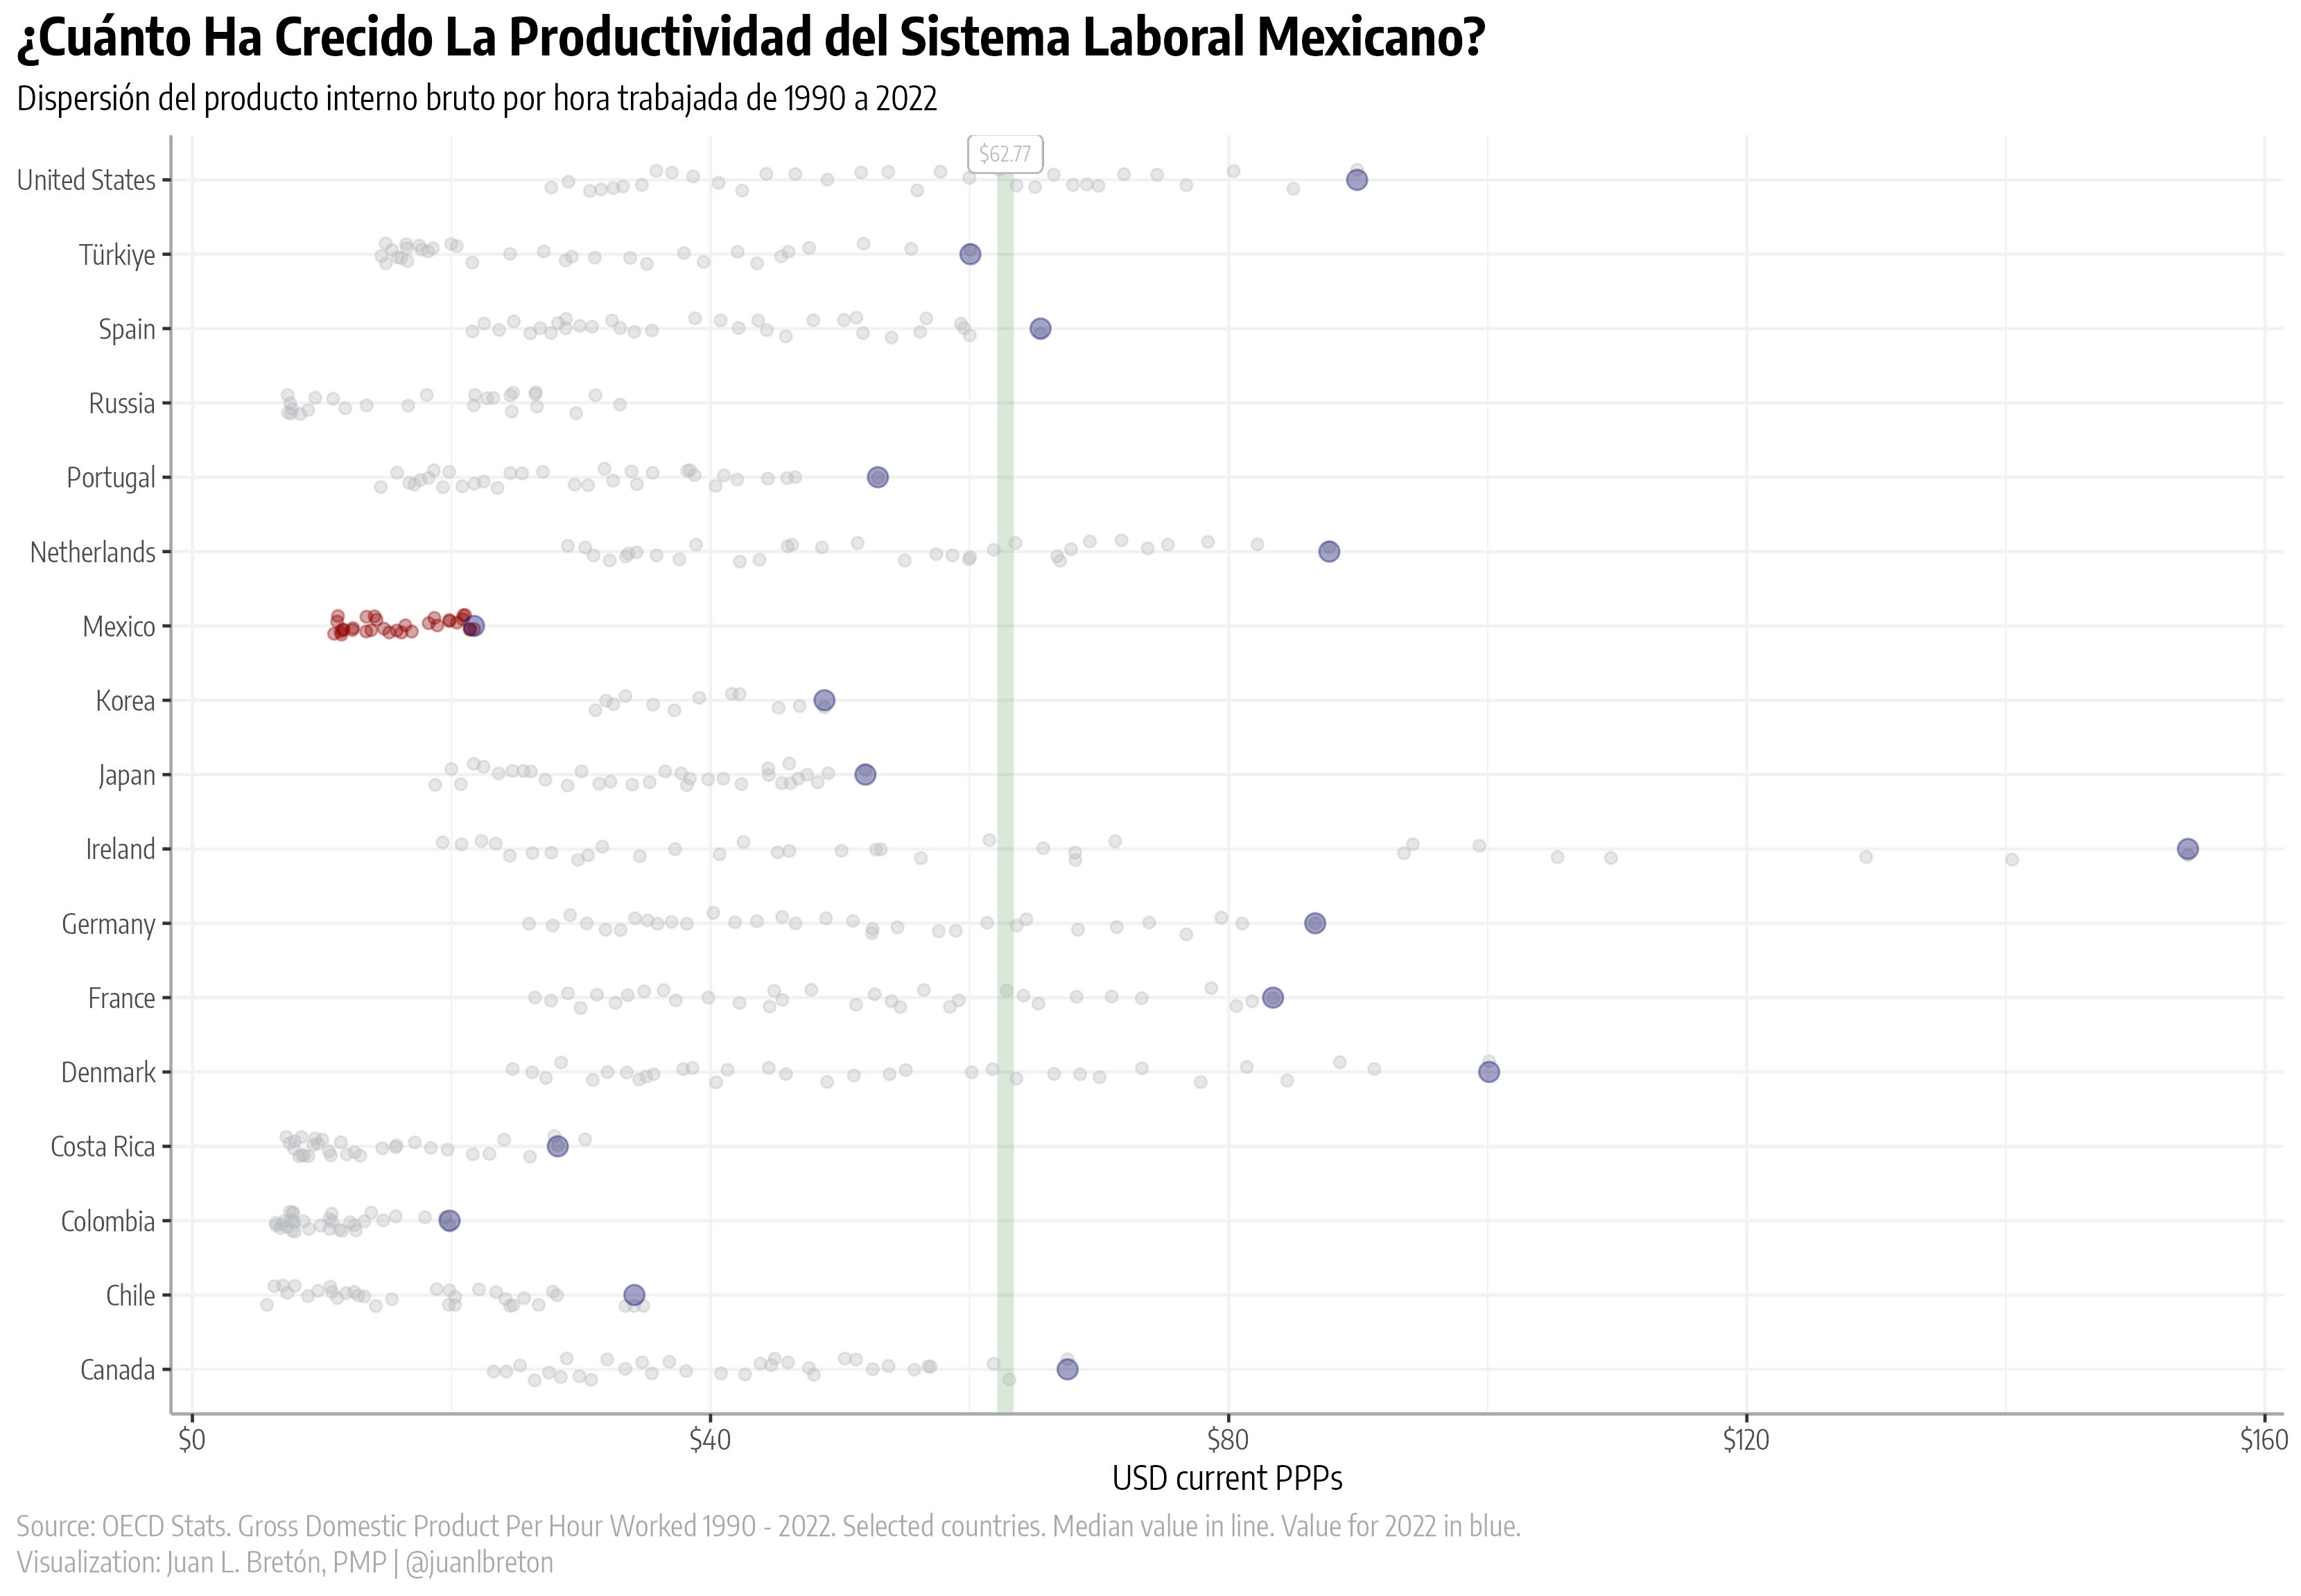 ¿Cuánto Ha Crecido La Productividad del Sistema Laboral Mexicano?
Dispersión del producto interno bruto por hora trabajada de 1990 a 2022
$62.77
United States
Türkiye
Spain
Russia
Portugal
Netherlands
Mexico
Korea
Japan
Ireland
Germany
France
Denmark
Costa Rica
Colombia
Chile
Canada
$0 $40 $80 $120 $160
USD current PPPs
Source: OECD Stats. Gross Domestic Product Per Hour Worked 1990 - 2022. Selected countries. Median value in line. Value for 2022 in blue.
Visualization: Juan L. Bretón, PMP | @juanlbreton